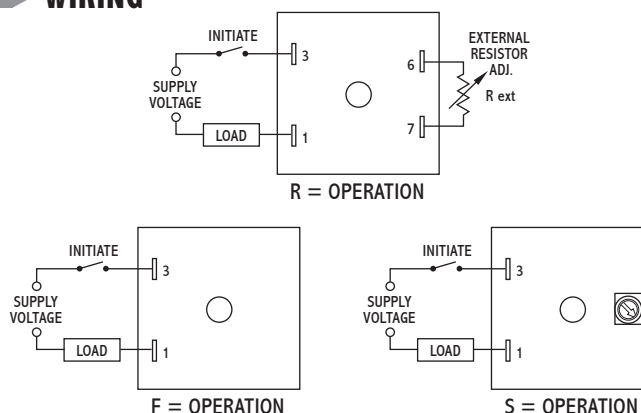 WIRING
INITIATE
3
SUPPLY
VOLTAGE
LOAD
1
6
7
EXTERNAL
RESISTOR
ADJ.
R ext
R = OPERATION
INITIATE
3
SUPPLY
VOLTAGE
LOAD
1
F = OPERATION
INITIATE
3
SUPPLY
VOLTAGE
LOAD
1
S = OPERATION